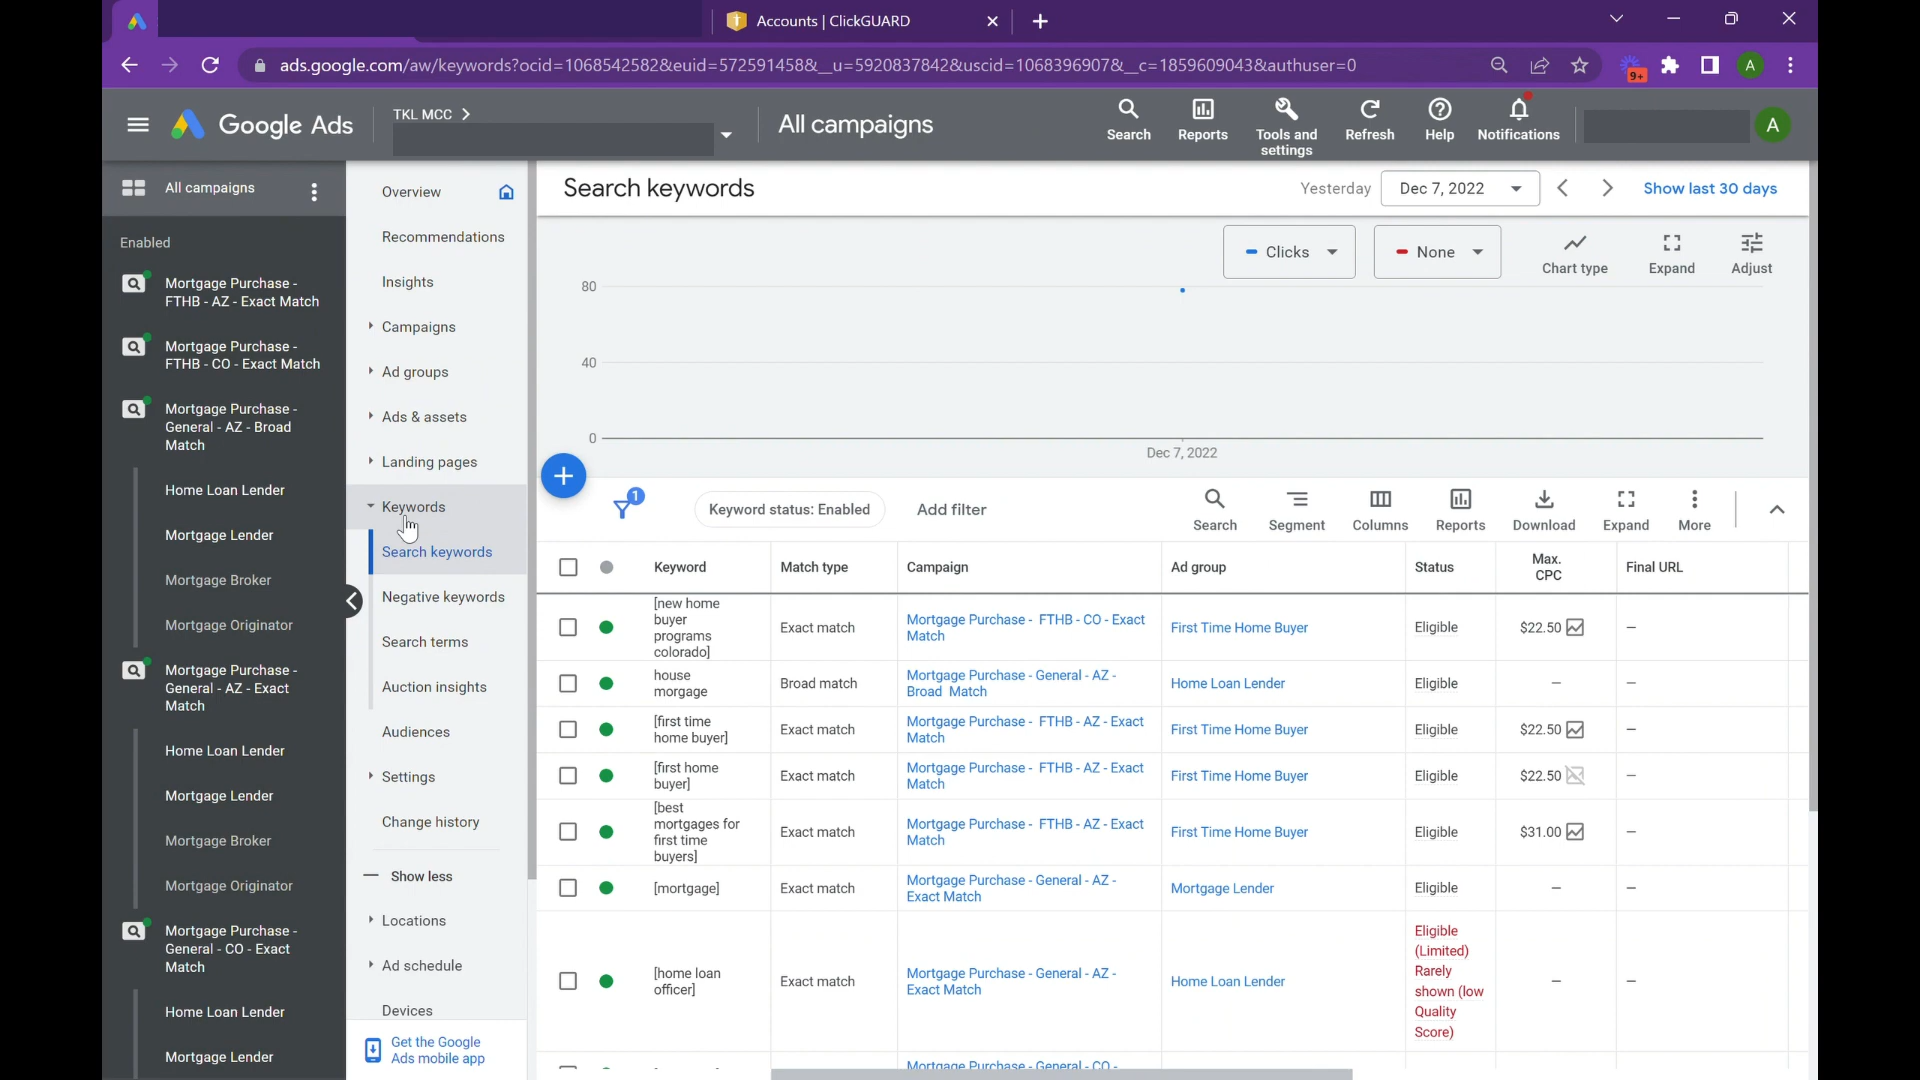 Accounts | ClickGUARD
ads.google.com/aw/keywords?ocid=1068542582&euid=572591458&__u=5920837842&uscid=1068396907&__c=1859609043&authuser=0
9+
A
Google Ads
TKL MCC
All campaigns
Search
Reports
Tools and
settings
Refresh
Help
Notifications
A
All campaigns
Enabled
Mortgage Purchase -
FTHB - AZ - Exact Match
Mortgage Purchase -
FTHB - CO - Exact Match
Mortgage Purchase -
General - AZ - Broad
Match
Home Loan Lender
Mortgage Lender
Mortgage Broker
Mortgage Originator
Mortgage Purchase -
General - AZ - Exact
Match
Home Loan Lender
Mortgage Lender
Mortgage Broker
Mortgage Originator
Mortgage Purchase -
General - CO - Exact
Match
Home Loan Lender
Mortgage Lender
Overview
Recommendations
Insights
Campaigns
Ad groups
Ads & assets
Landing pages
Keywords
Search keywords
Negative keywords
Search terms
Auction insights
Audiences
Settings
Change history
Show less
Locations
Ad schedule
Devices
Get the Google
Ads mobile app
Search keywords
Yesterday
Dec 7, 2022
Show last 30 days
Clicks
None
Chart type
Expand
Adjust
80
40
0
Dec 7, 2022
1
Keyword status: Enabled
Add filter
Search
Segment
Columns
Reports
Download
Expand
More
Keyword
Match type
Campaign
Ad group
Status
Max.
CPC
Final URL
[new home
buyer
programs
colorado]
Exact match
Mortgage Purchase - FTHB - CO - Exact
Match
First Time Home Buyer
Eligible
$22.50
–
house
morgage
Broad match
Mortgage Purchase - General - AZ -
Broad Match
Home Loan Lender
Eligible
–
–
[first time
home buyer]
Exact match
Mortgage Purchase - FTHB - AZ - Exact
Match
First Time Home Buyer
Eligible
$22.50
–
[first home
buyer]
Exact match
Mortgage Purchase - FTHB - AZ - Exact
Match
First Time Home Buyer
Eligible
$22.50
–
[best
mortgages for
first time
buyers]
Exact match
Mortgage Purchase - FTHB - AZ - Exact
Match
First Time Home Buyer
Eligible
$31.00
–
[mortgage]
Exact match
Mortgage Purchase - General - AZ -
Exact Match
Mortgage Lender
Eligible
–
–
[home loan
officer]
Exact match
Mortgage Purchase - General - AZ -
Exact Match
Home Loan Lender
Eligible
(Limited)
Rarely
shown (low
Quality
Score)
–
–
Mortgage Purchase - General - CO -